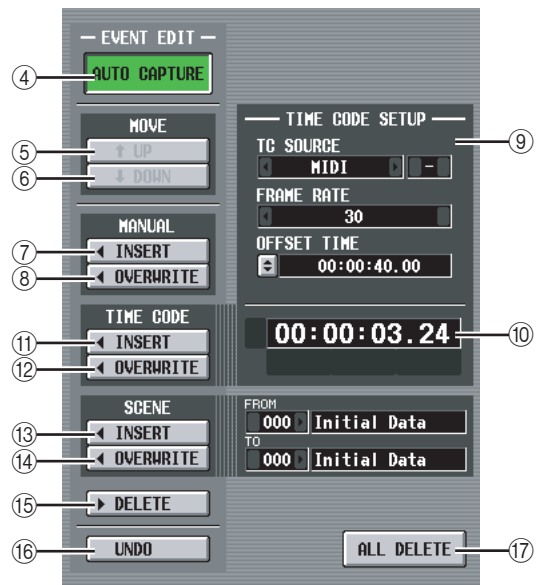 — EVENT EDIT —
④ AUTO CAPTURE
MOVE
⑤ ↑ UP
⑥ ↓ DOWN
MANUAL
⑦ ◀ INSERT
⑧ ◀ OVERWRITE
TIME CODE
⑪ ◀ INSERT
⑫ ◀ OVERWRITE
SCENE
⑬ ◀ INSERT
⑭ ◀ OVERWRITE
⑮ ▶ DELETE
⑯ UNDO
— TIME CODE SETUP —
TC SOURCE ⑨
MIDI -
FRAME RATE
30
OFFSET TIME
00:00:40.00
00:00:03.24 ⑩
FROM
000 Initial Data
TO
000 Initial Data
ALL DELETE ⑰